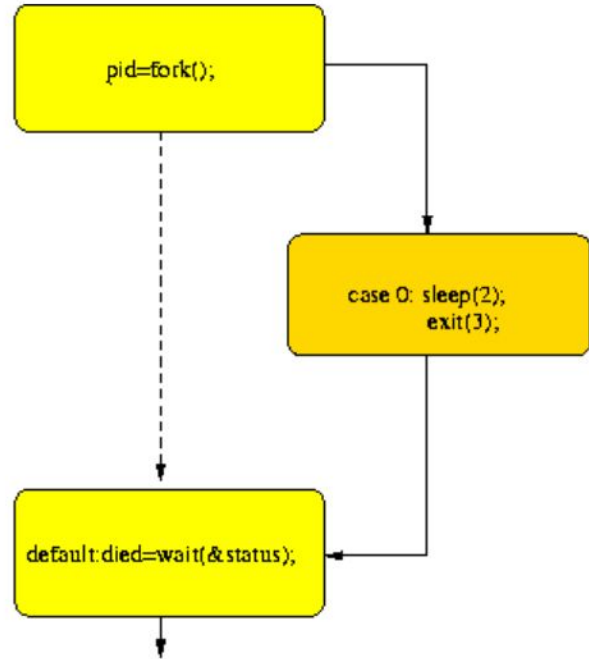 pid=fork();
case 0: sleep(2);
exit(3);
default:died=wait(&status);